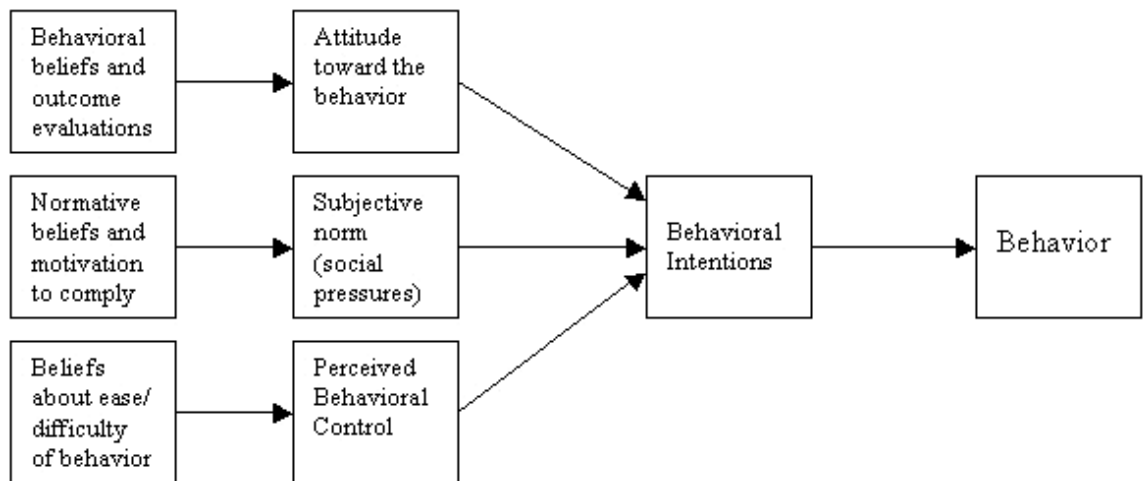 Behavioral
beliefs and
outcome
evaluations
Attitude
toward the
behavior
Normative
beliefs and
motivation
to comply
Subjective
norm
(social
pressures)
Beliefs
about ease/
difficulty
of behavior
Perceived
Behavioral
Control
Behavioral
Intentions
Behavior